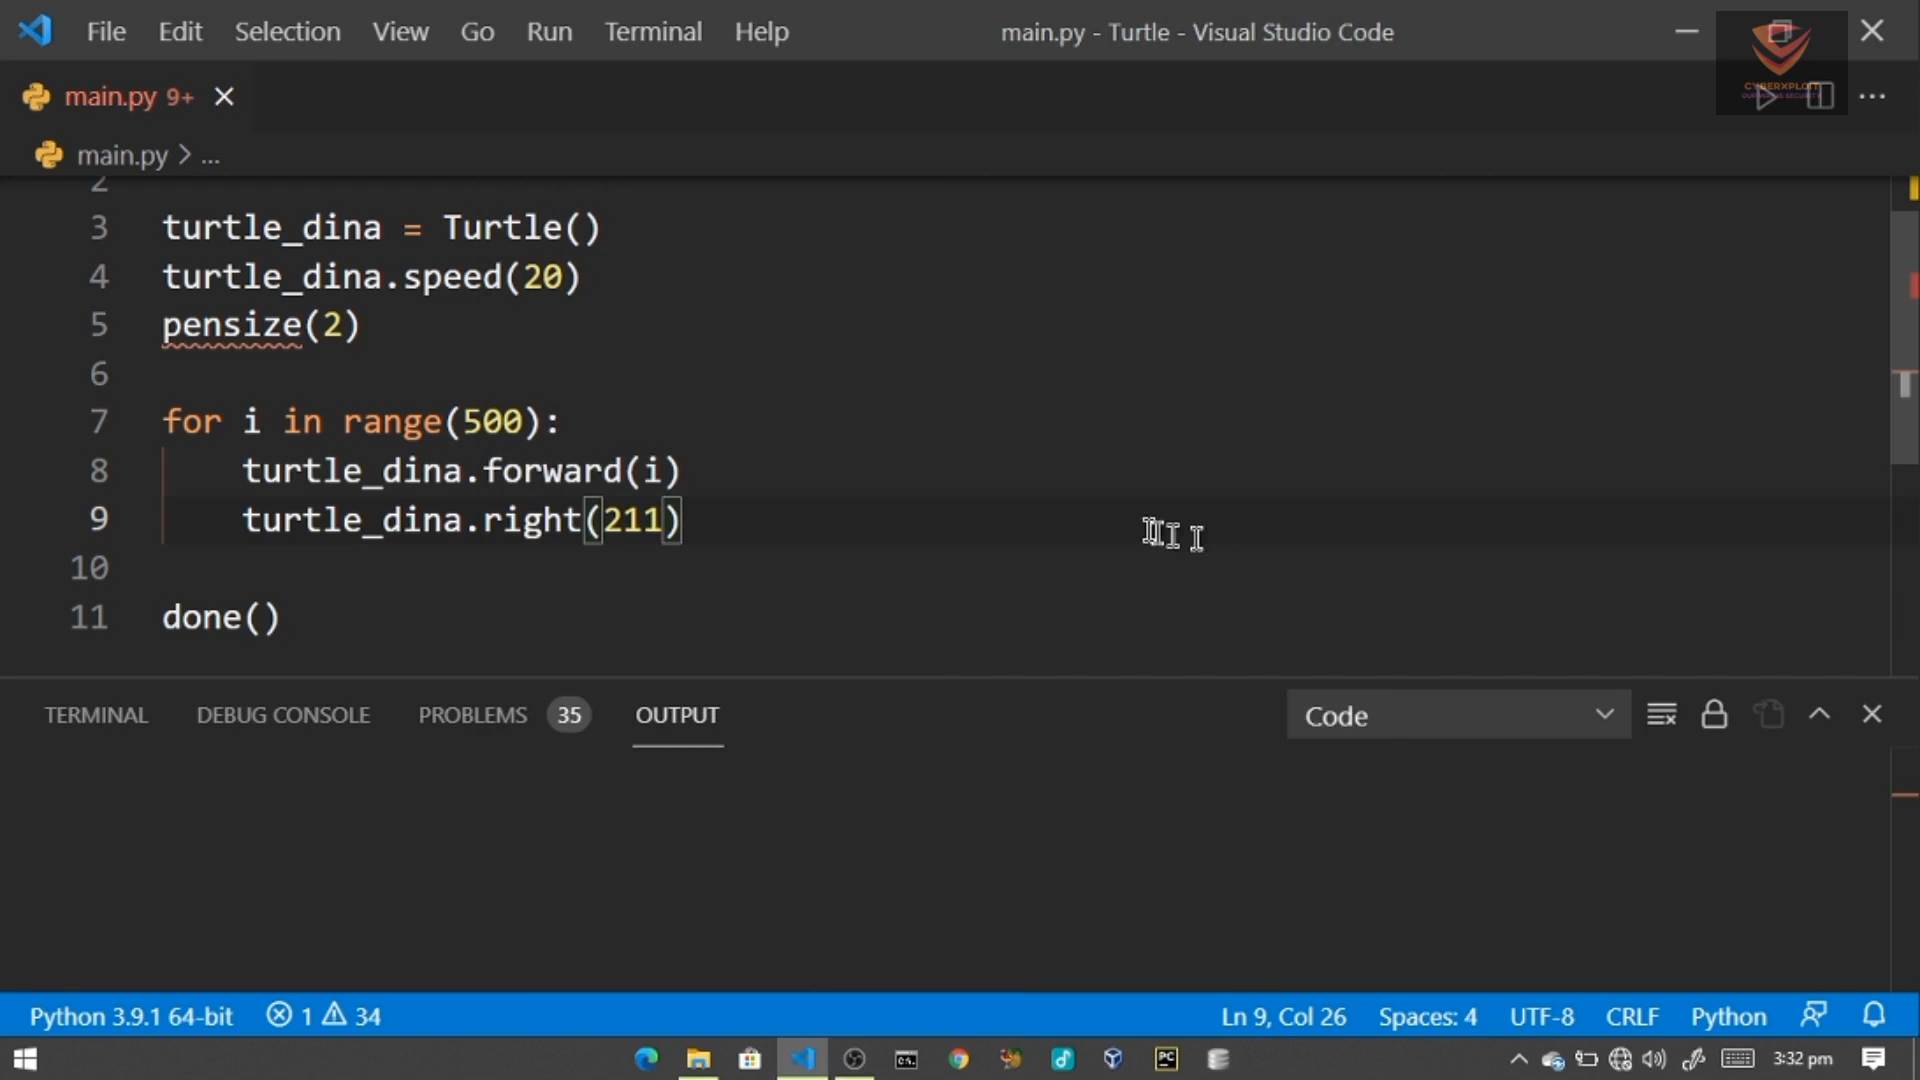 File Edit Selection View Go Run Terminal Help main.py - Turtle - Visual Studio Code
CYBERXPLOIT
main.py 9+
main.py > ...
2
3 turtle_dina = Turtle()
4 turtle_dina.speed(20)
5 pensize(2)
6
7 for i in range(500):
8 turtle_dina.forward(i)
9 turtle_dina.right(211)
10
11 done()
TERMINAL DEBUG CONSOLE PROBLEMS 35 OUTPUT Code
Python 3.9.1 64-bit 1 34 Ln 9, Col 26 Spaces: 4 UTF-8 CRLF Python
PC 3:32 pm